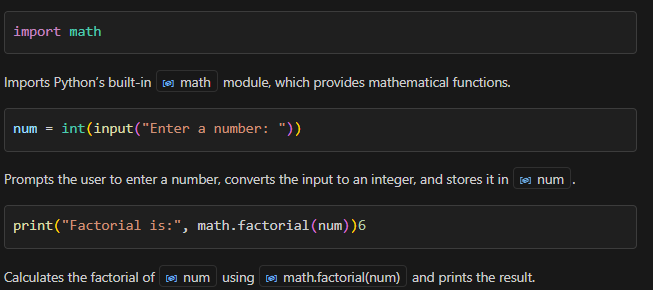 import math
Imports Python's built-in math module, which provides mathematical functions.
num = int(input("Enter a number: "))
Prompts the user to enter a number, converts the input to an integer, and stores it in num.
print("Factorial is:", math.factorial(num))6
Calculates the factorial of num using math.factorial(num) and prints the result.